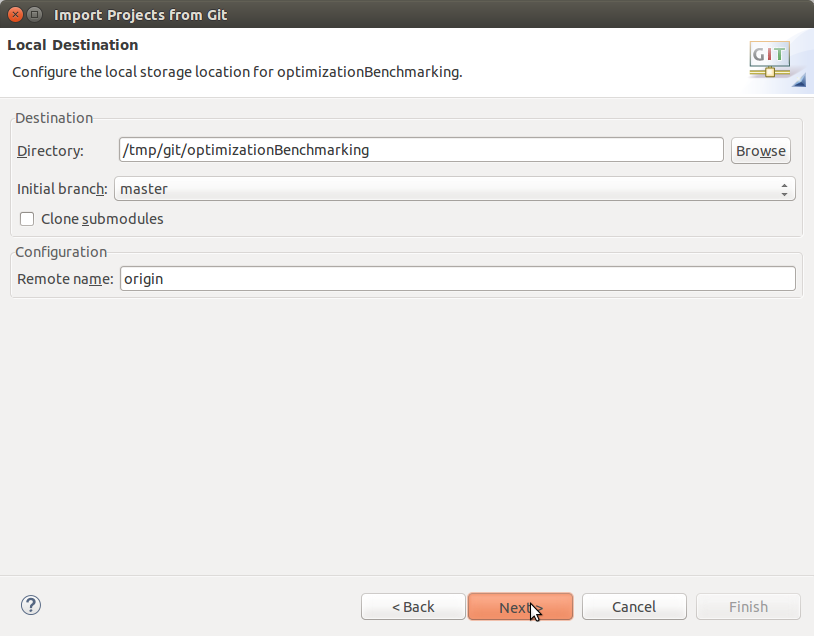 Import Projects from Git
Local Destination
Configure the local storage location for optimizationBenchmarking.
GIT
Destination
Directory: /tmp/git/optimizationBenchmarking Browse
Initial branch: master
Clone submodules
Configuration
Remote name: origin
? < Back Next > Cancel Finish